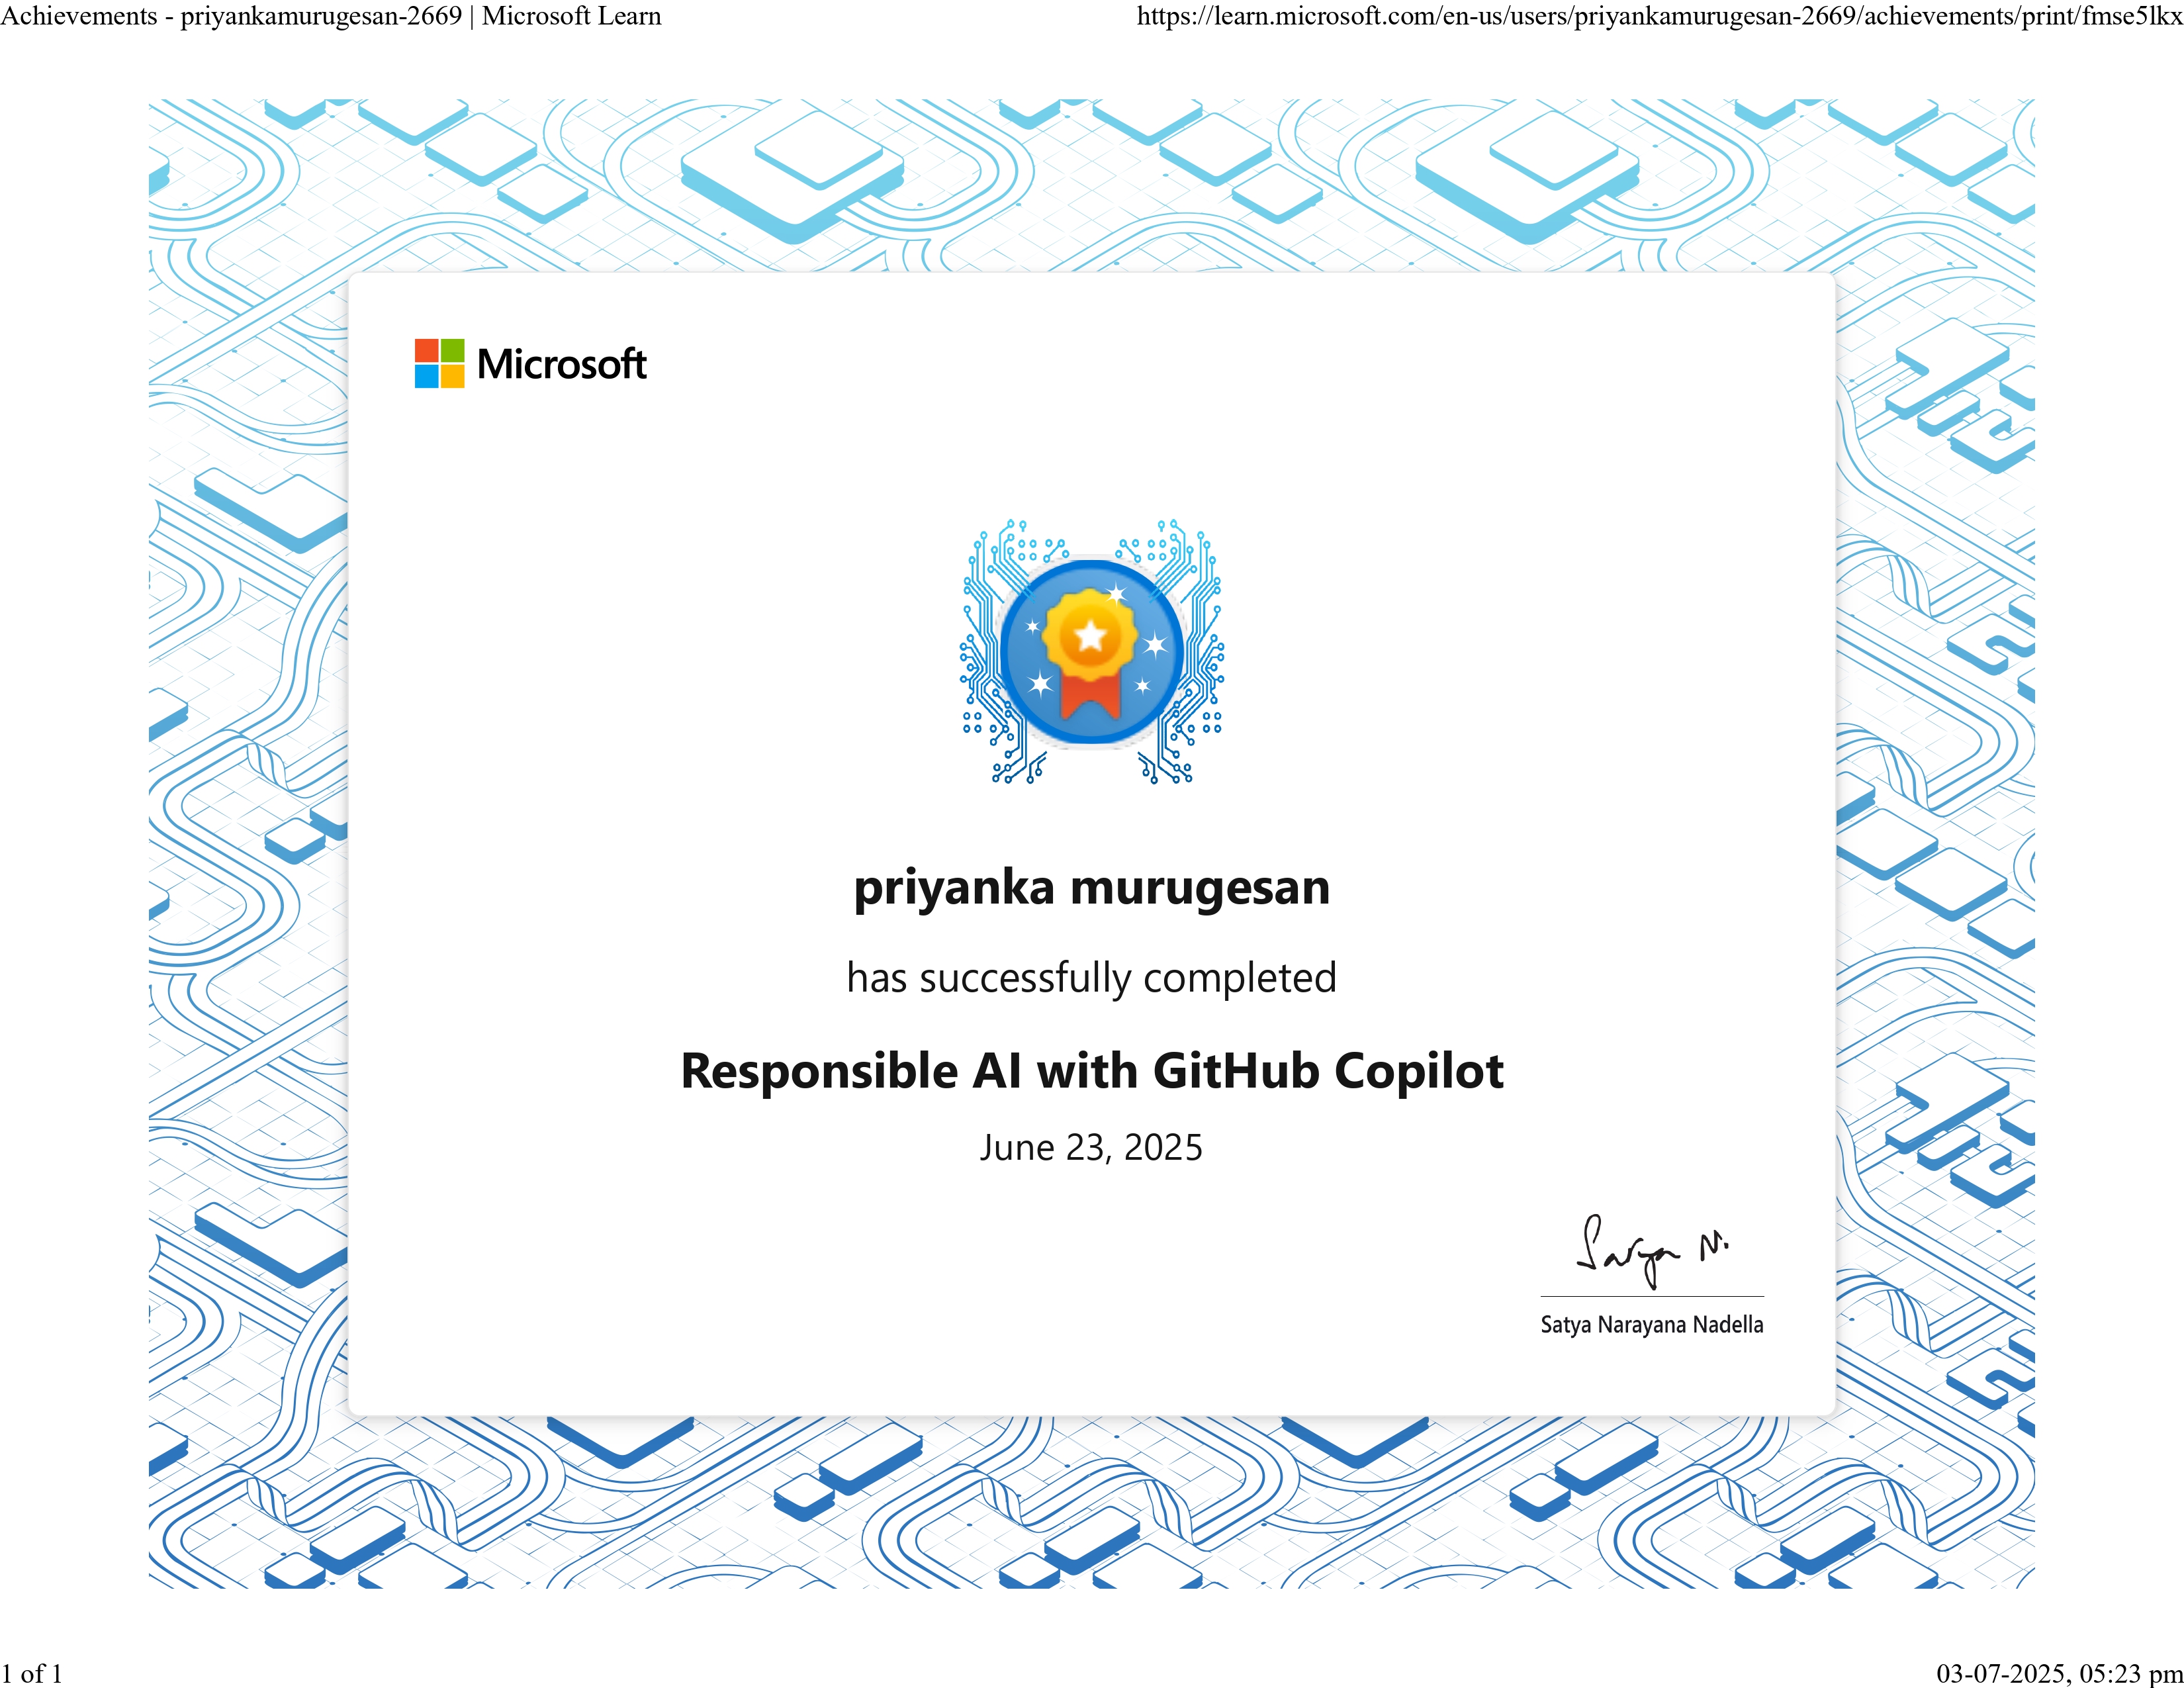 Achievements - priyankamurugesan-2669 | Microsoft Learn
https://learn.microsoft.com/en-us/users/priyankamurugesan-2669/achievements/print/fmse5lkx
Microsoft
priyanka murugesan
has successfully completed
Responsible AI with GitHub Copilot
June 23, 2025
Satya N.
Satya Narayana Nadella
1 of 1
03-07-2025, 05:23 pm